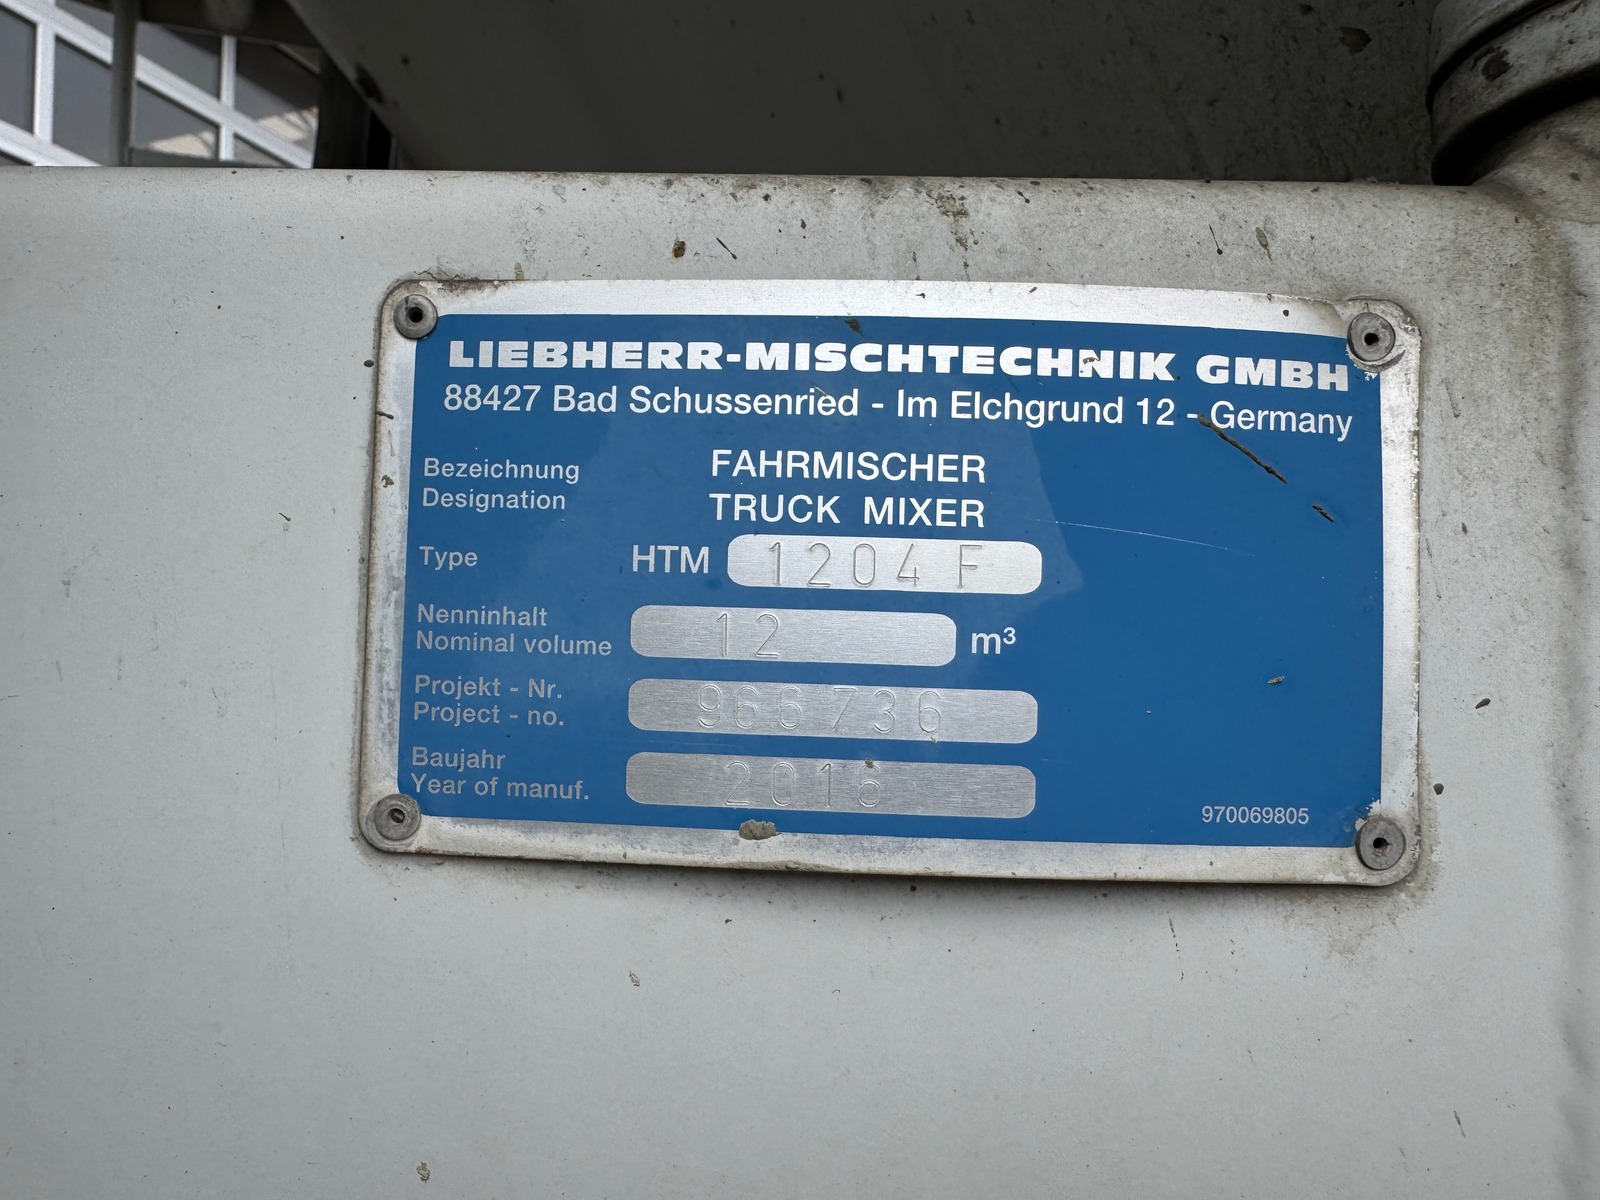 LIEBHERR-MISCHTECHNIK GMBH
88427 Bad Schussenried - Im Elchgrund 12 - Germany
Bezeichnung FAHRMISCHER
Designation TRUCK MIXER
Type HTM 1204 F
Nenninhalt
Nominal volume 12 m³
Projekt - Nr.
Project - no. 966736
Baujahr
Year of manuf. 2016
970069805